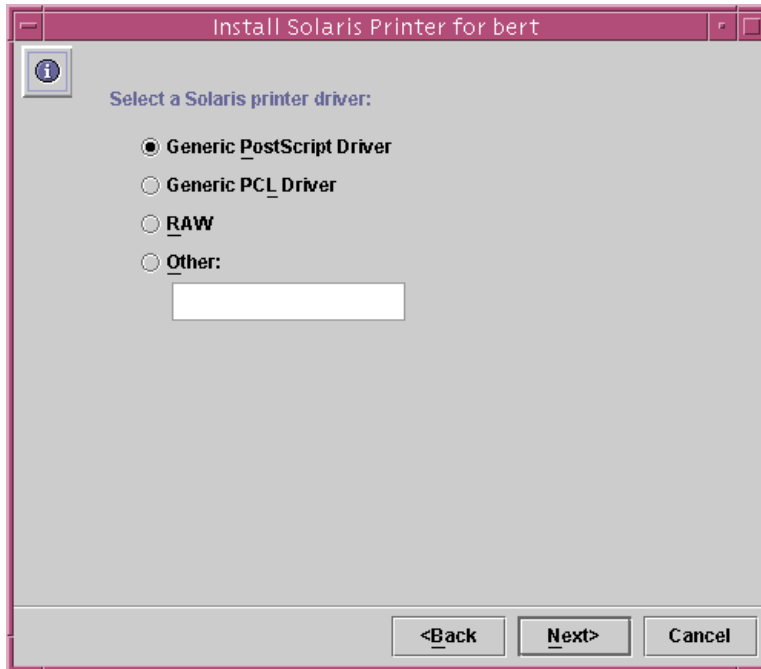 Install Solaris Printer for bert
Select a Solaris printer driver:
Generic PostScript Driver
Generic PCL Driver
RAW
Other:
<Back Next> Cancel